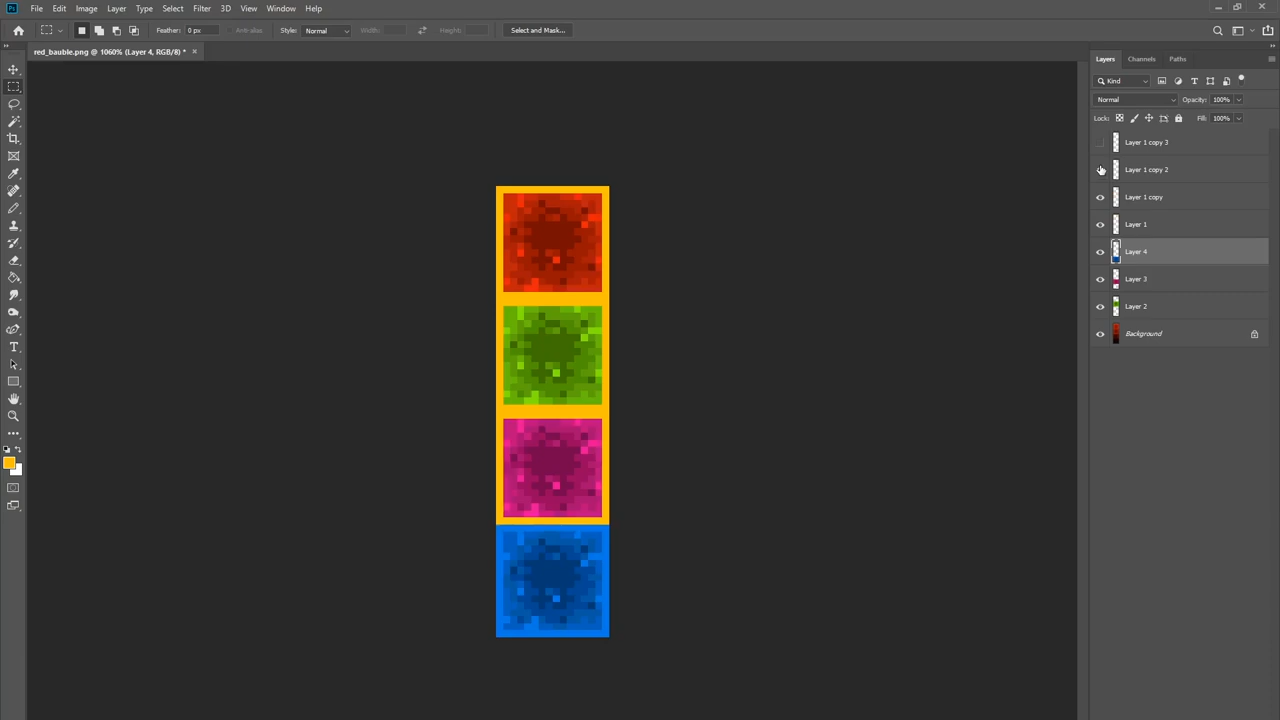 Ps File Edit Image Layer Type Select Filter 3D View Window Help
Feather: 0 px Anti-alias Style: Normal Width: Height: Select and Mask...
red_bauble.png @ 1060% (Layer 4, RGB/8) *
Layers Channels Paths
Kind
Normal Opacity: 100%
Lock: Fill: 100%
Layer 1 copy 3
Layer 1 copy 2
Layer 1 copy
Layer 1
Layer 4
Layer 3
Layer 2
Background